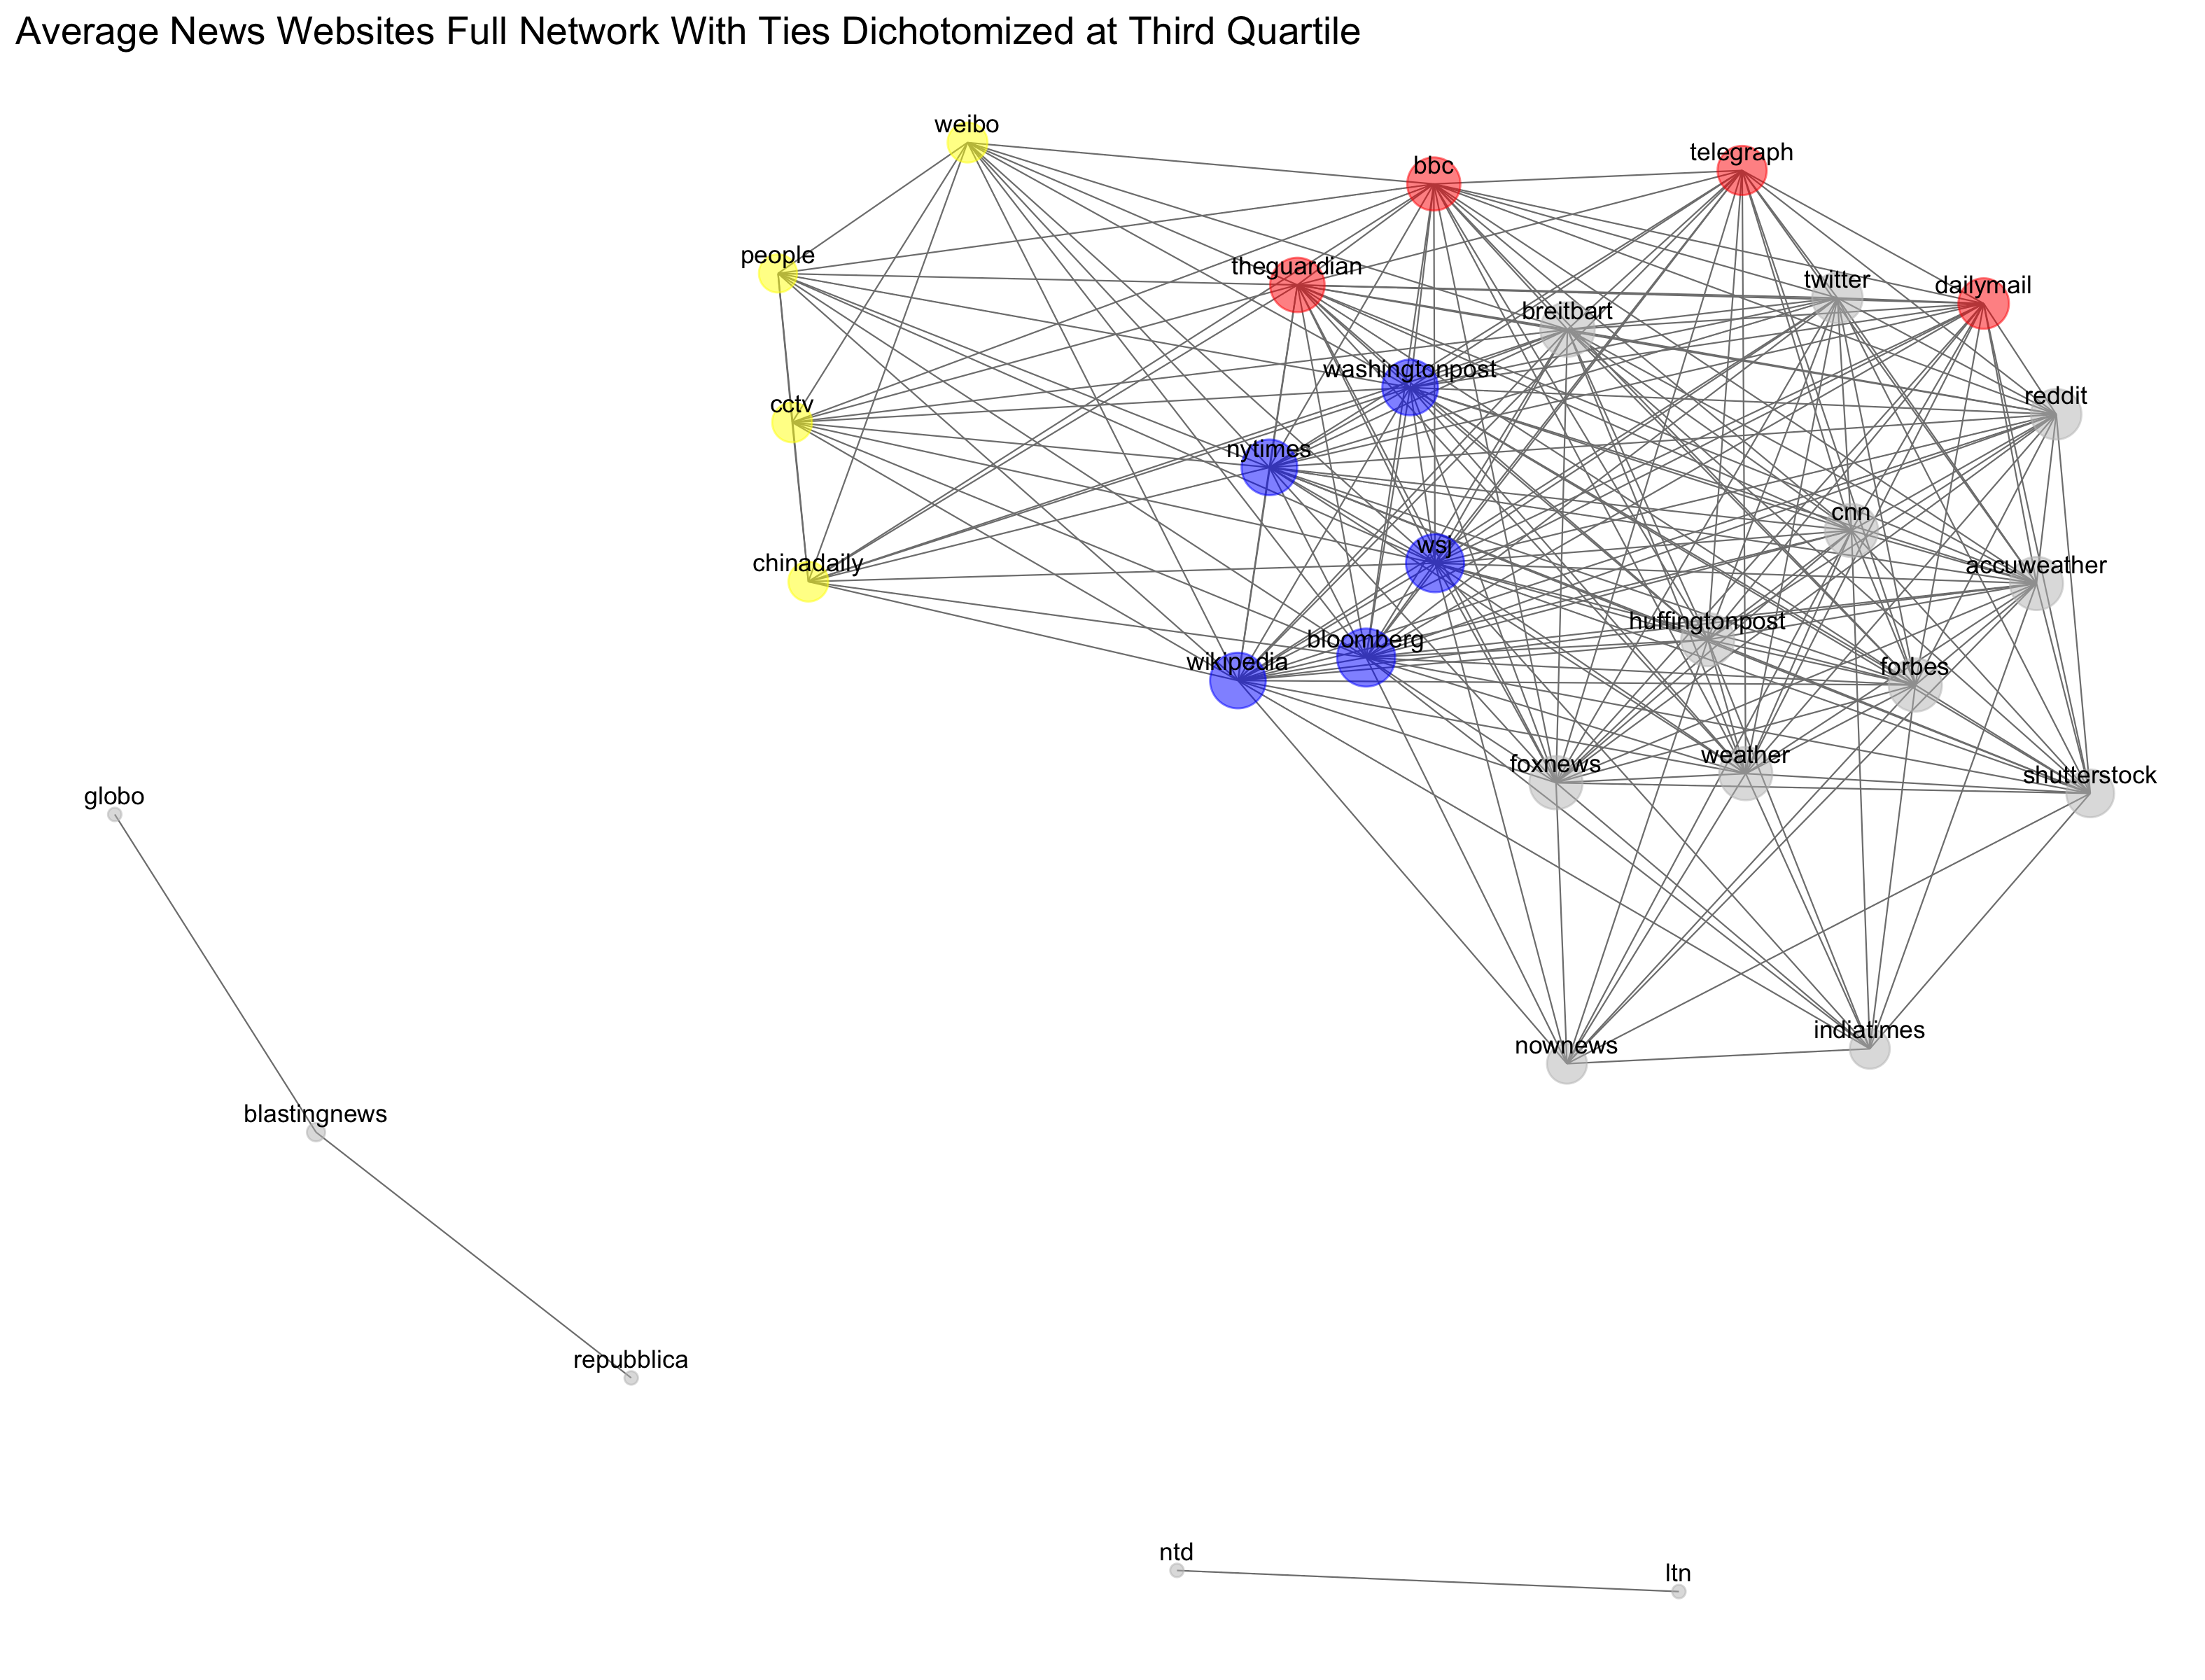 Average News Websites Full Network With Ties Dichotomized at Third Quartile
weibo
bbc
telegraph
people
theguardian
twitter
dailymail
breitbart
washingtonpost
reddit
cctv
nytimes
cnn
wsj
chinadaily
accuweather
huffingtonpost
bloomberg
wikipedia
forbes
foxnews
weather
shutterstock
globo
nownews
indiatimes
blastingnews
repubblica
ntd
ltn